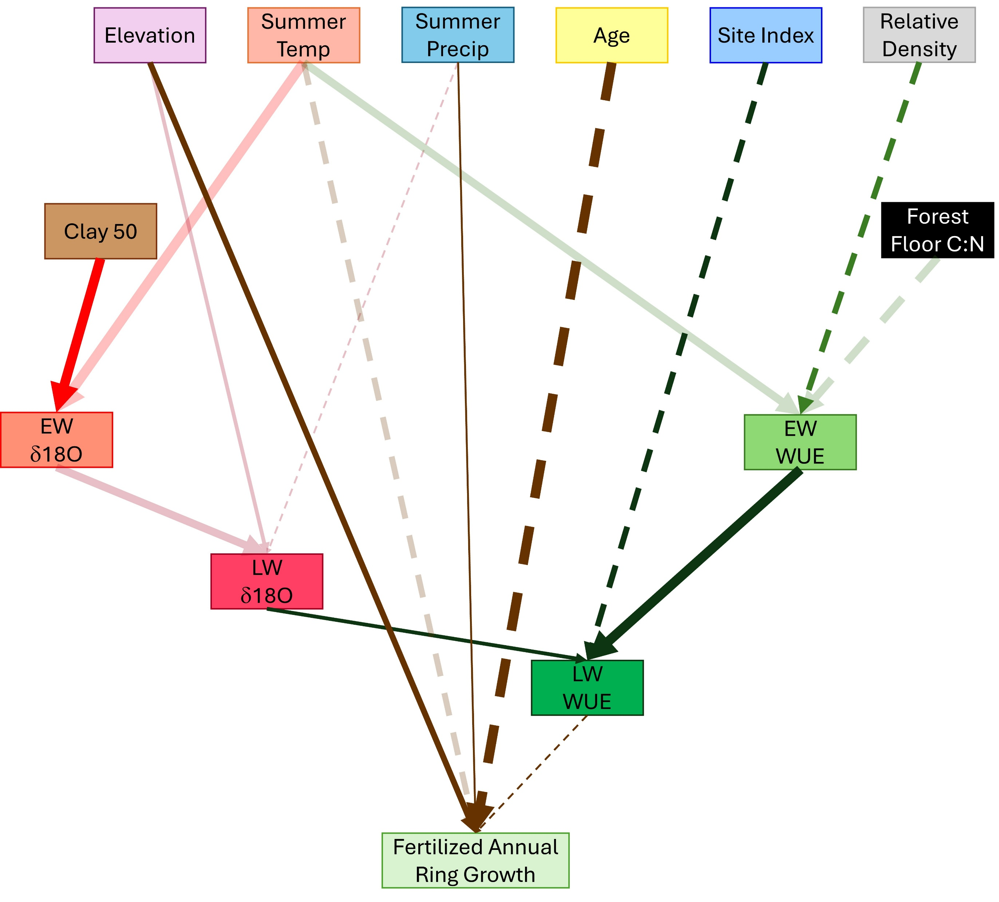 Elevation
Summer
Temp
Summer
Precip
Age
Site Index
Relative
Density
Clay 50
Forest
Floor C:N
EW
δ18O
EW
WUE
LW
δ18O
LW
WUE
Fertilized Annual
Ring Growth